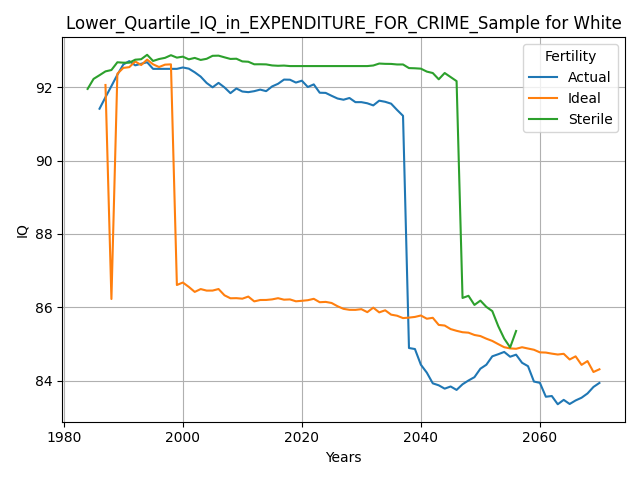 Lower_Quartile_IQ_in_EXPENDITURE_FOR_CRIME_Sample for White
Fertility
Actual
Ideal
Sterile
IQ
92
90
88
86
84
1980
2000
2020
2040
2060
Years